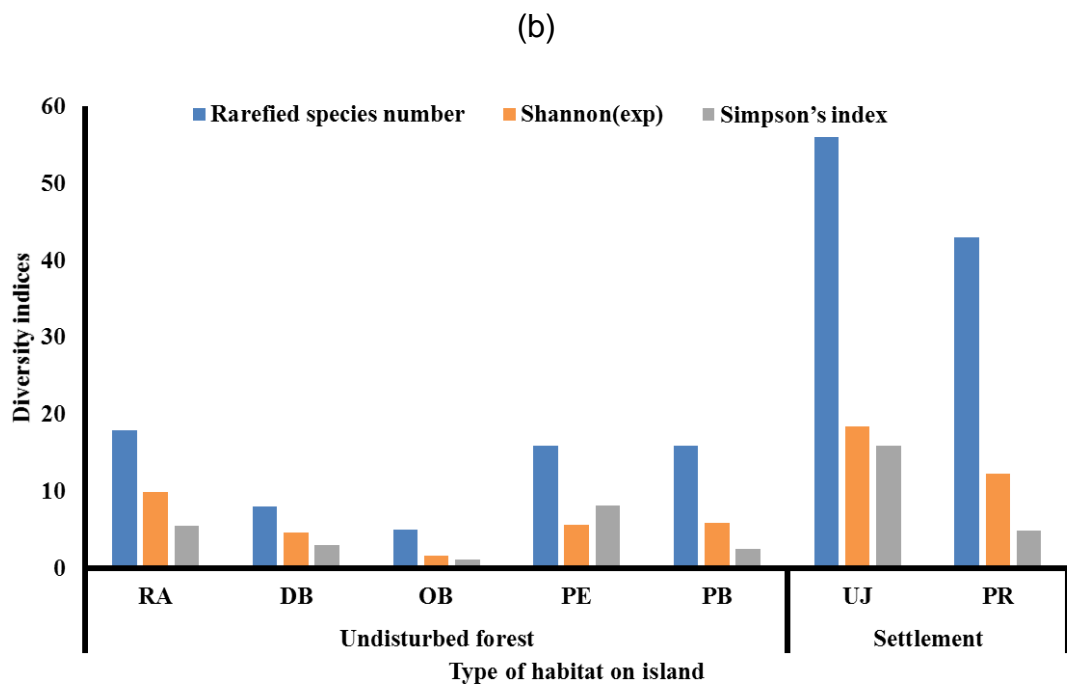 (b)
Rarefied species number Shannon(exp) Simpson's index
Diversity indices
60
50
40
30
20
10
0
RA DB OB PE PB UJ PR
Undisturbed forest Settlement
Type of habitat on island